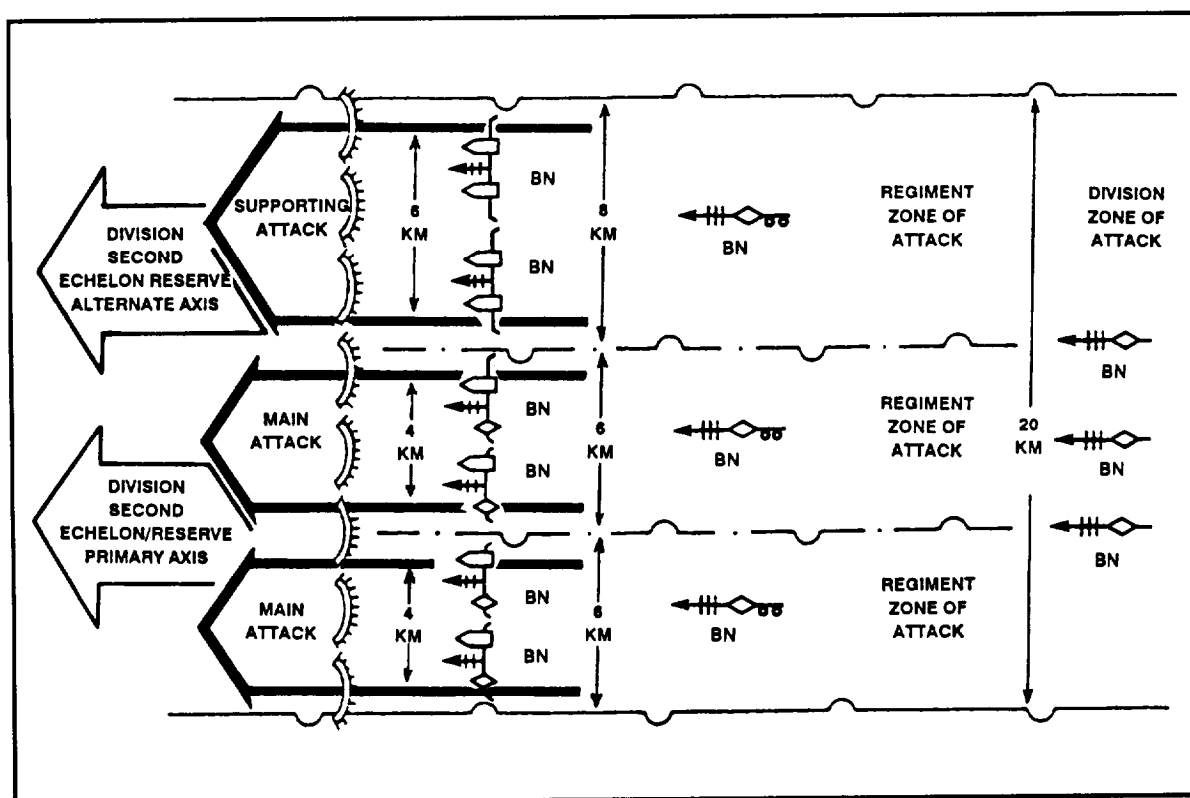 SUPPORTING
ATTACK
DIVISION
SECOND
ECHELON RESERVE
ALTERNATE AXIS
6
KM
BN
BN
8
KM
BN
REGIMENT
ZONE OF
ATTACK
DIVISION
ZONE OF
ATTACK
MAIN
ATTACK
4
KM
BN
BN
6
KM
BN
REGIMENT
ZONE OF
ATTACK
20
KM
BN
BN
BN
DIVISION
SECOND
ECHELON/RESERVE
PRIMARY AXIS
MAIN
ATTACK
4
KM
BN
BN
6
KM
BN
REGIMENT
ZONE OF
ATTACK